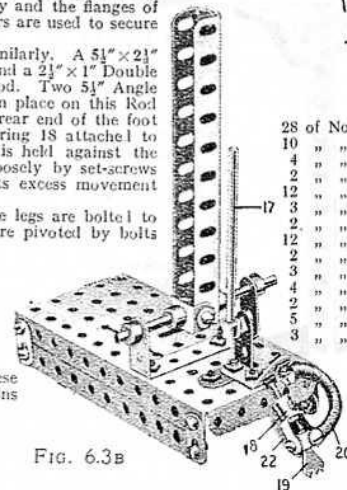 y and the flanges of
rs are used to secure
nilarly. A 5½″ × 2½″
nd a 2½″ × 1″ Double
od. Two 5½″ Angle
n place on this Rod
rear end of the foot
ring 18 attached to
is held against the
oosely by set-screws
ts excess movement
e legs are bolted to
re pivoted by bolts
ese
ns
17
28 of No
10 " "
4 " "
2 " "
12 " "
3 " "
2 " "
12 " "
2 " "
3 " "
4 " "
2 " "
5 " "
3 " "
18
22
20
19
FIG. 6.3B